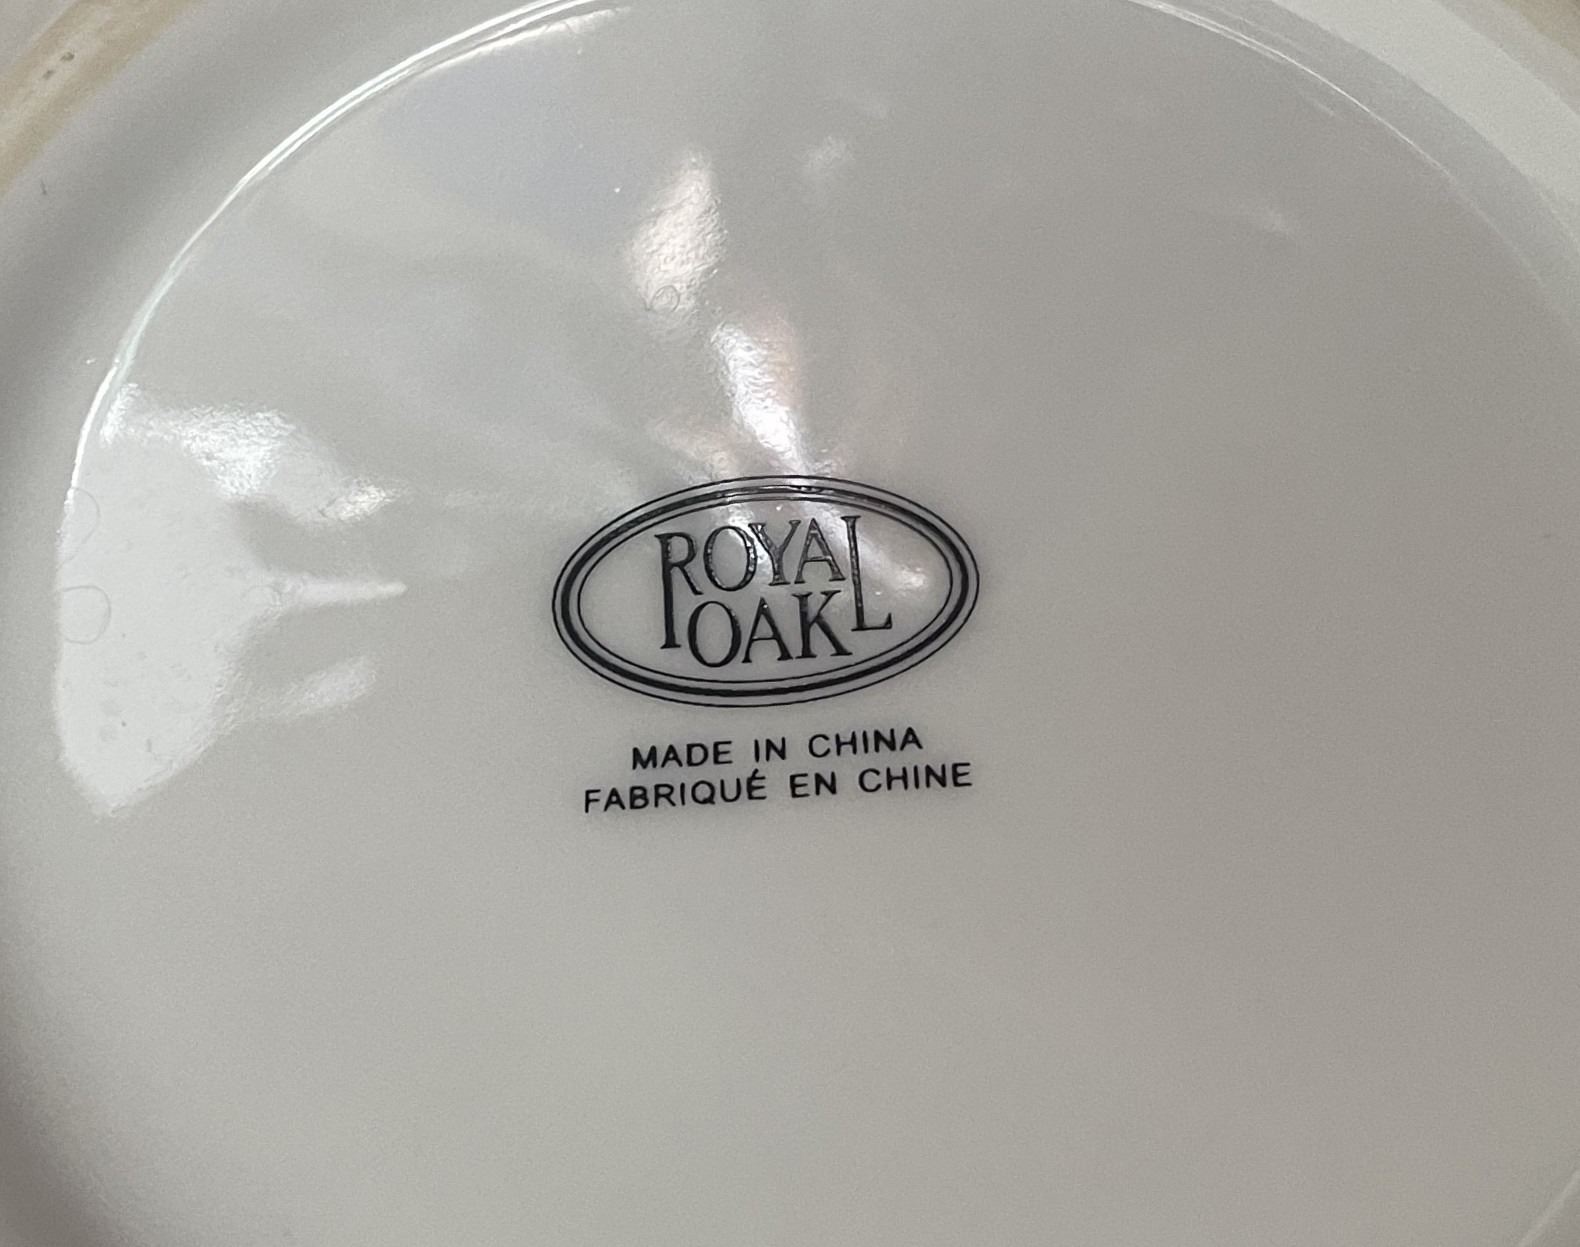 ROYAL
OAK
MADE IN CHINA
FABRIQUÉ EN CHINE